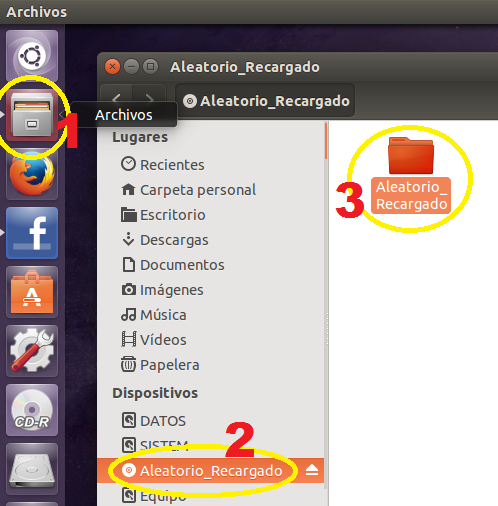 Archivos
Aleatorio_Recargado
Aleatorio_Recargado
1
Archivos
Lugares
Recientes
Carpeta personal
Escritorio
Descargas
Documentos
Imágenes
Música
Vídeos
Papelera
Dispositivos
DATOS
SISTEM
2
Aleatorio_Recargado
Equipo
3
Aleatorio_
Recargado
CD-R